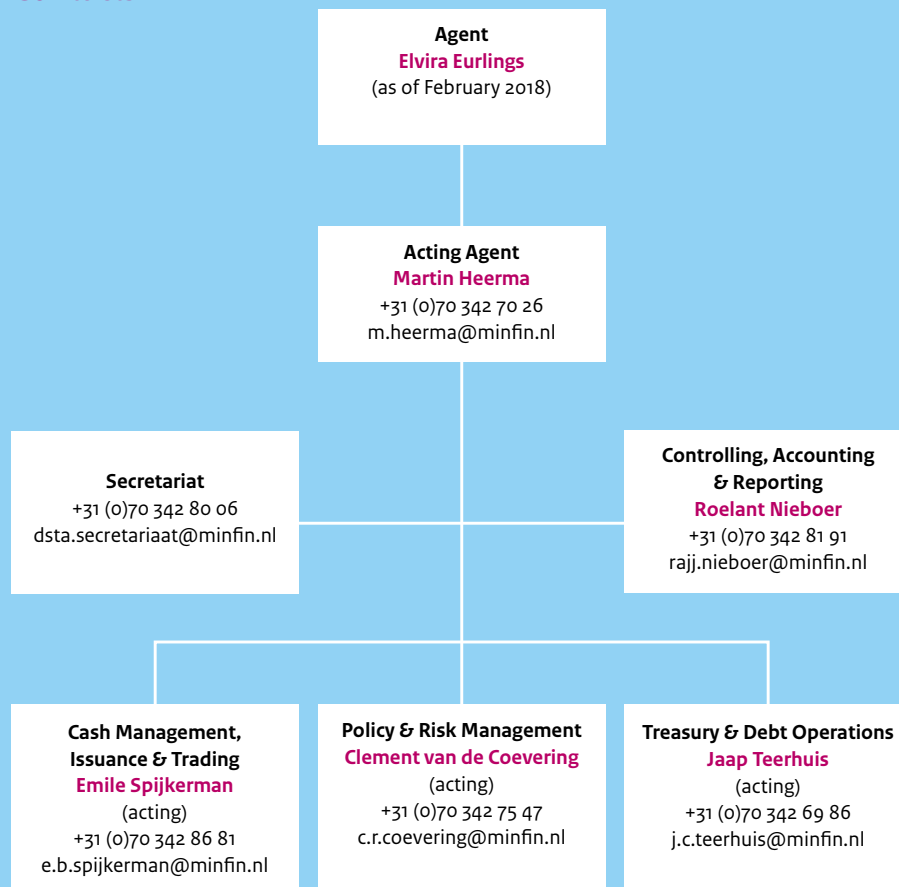 Agent
Elvira Eurlings
(as of February 2018)
Acting Agent
Martin Heerma
+31 (0)70 342 70 26
m.heerma@minfin.nl
Secretariat
+31 (0)70 342 80 06
dsta.secretariaat@minfin.nl
Controlling, Accounting
& Reporting
Roelant Nieboer
+31 (0)70 342 81 91
rajj.nieboer@minfin.nl
Cash Management,
Issuance & Trading
Emile Spijkerman
(acting)
+31 (0)70 342 86 81
e.b.spijkerman@minfin.nl
Policy & Risk Management
Clement van de Coevering
(acting)
+31 (0)70 342 75 47
c.r.coevering@minfin.nl
Treasury & Debt Operations
Jaap Teerhuis
(acting)
+31 (0)70 342 69 86
j.c.teerhuis@minfin.nl